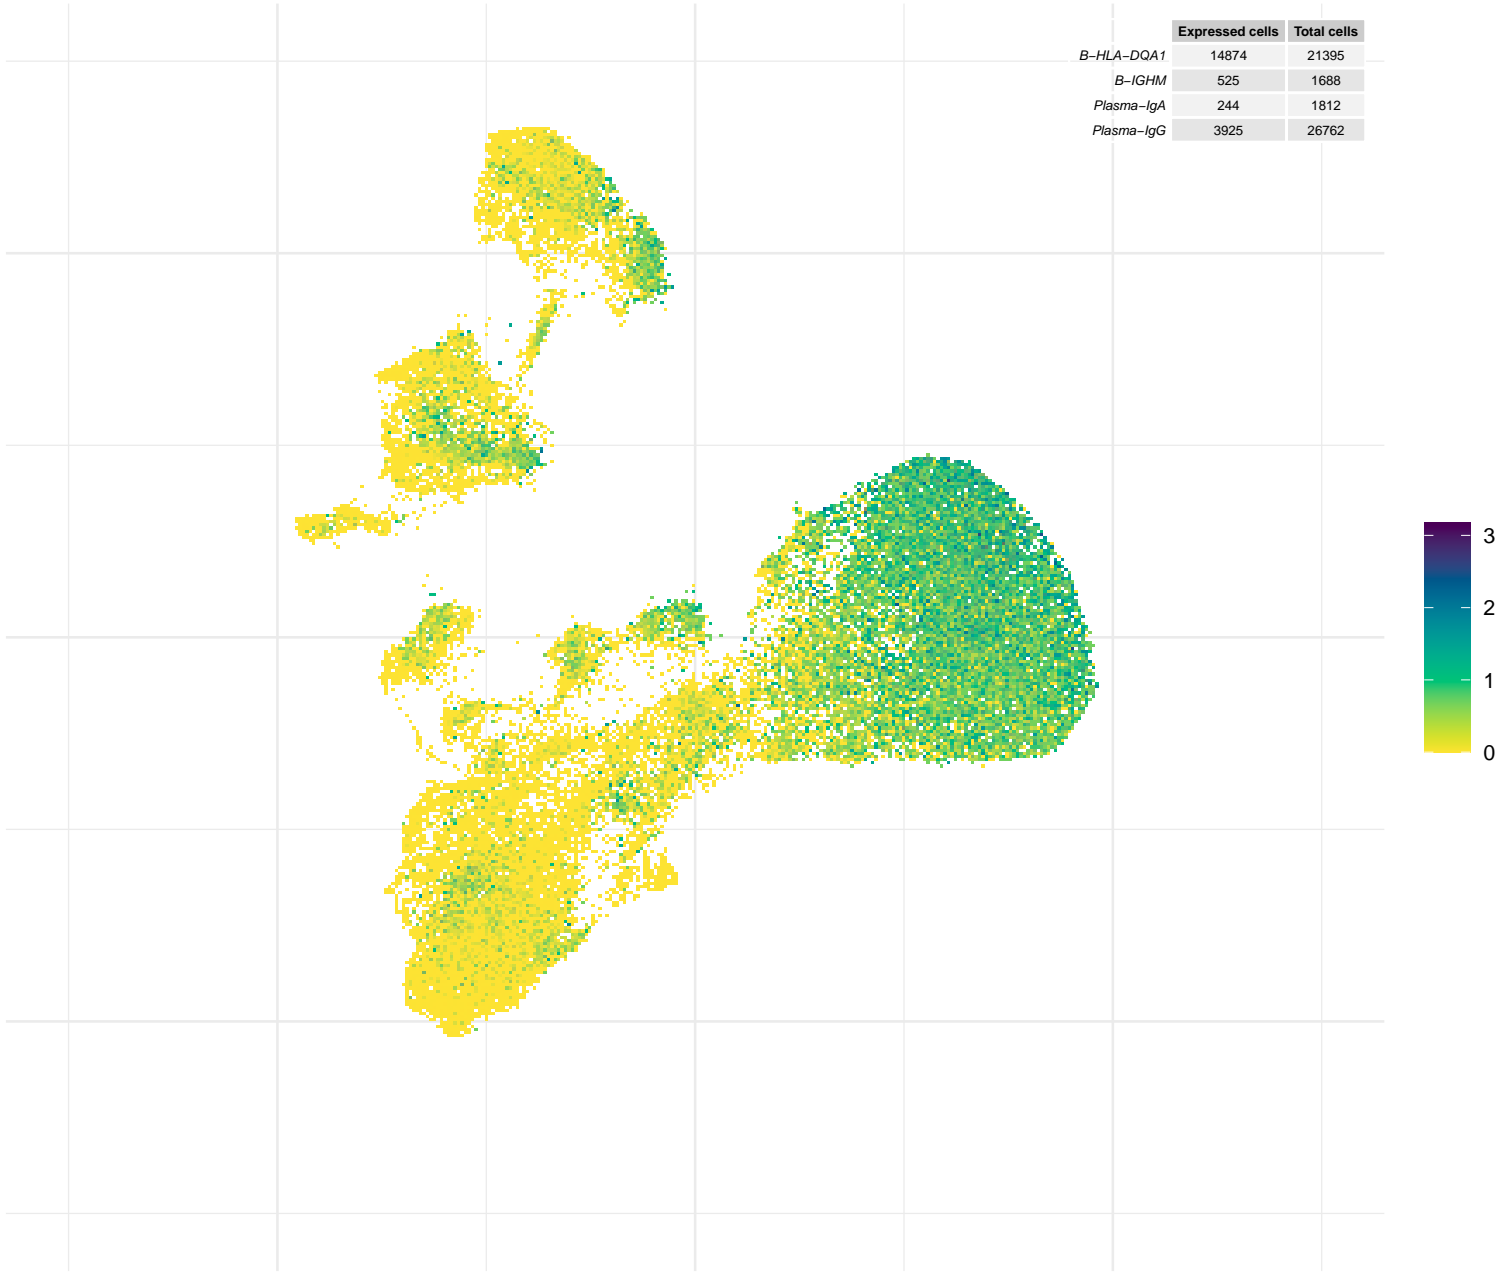 Expressed cells Total cells
B−HLA−DQA1 14874 21395
B−IGHM 525 1688
Plasma−IgA 244 1812
Plasma−IgG 3925 26762
3
2
1
0